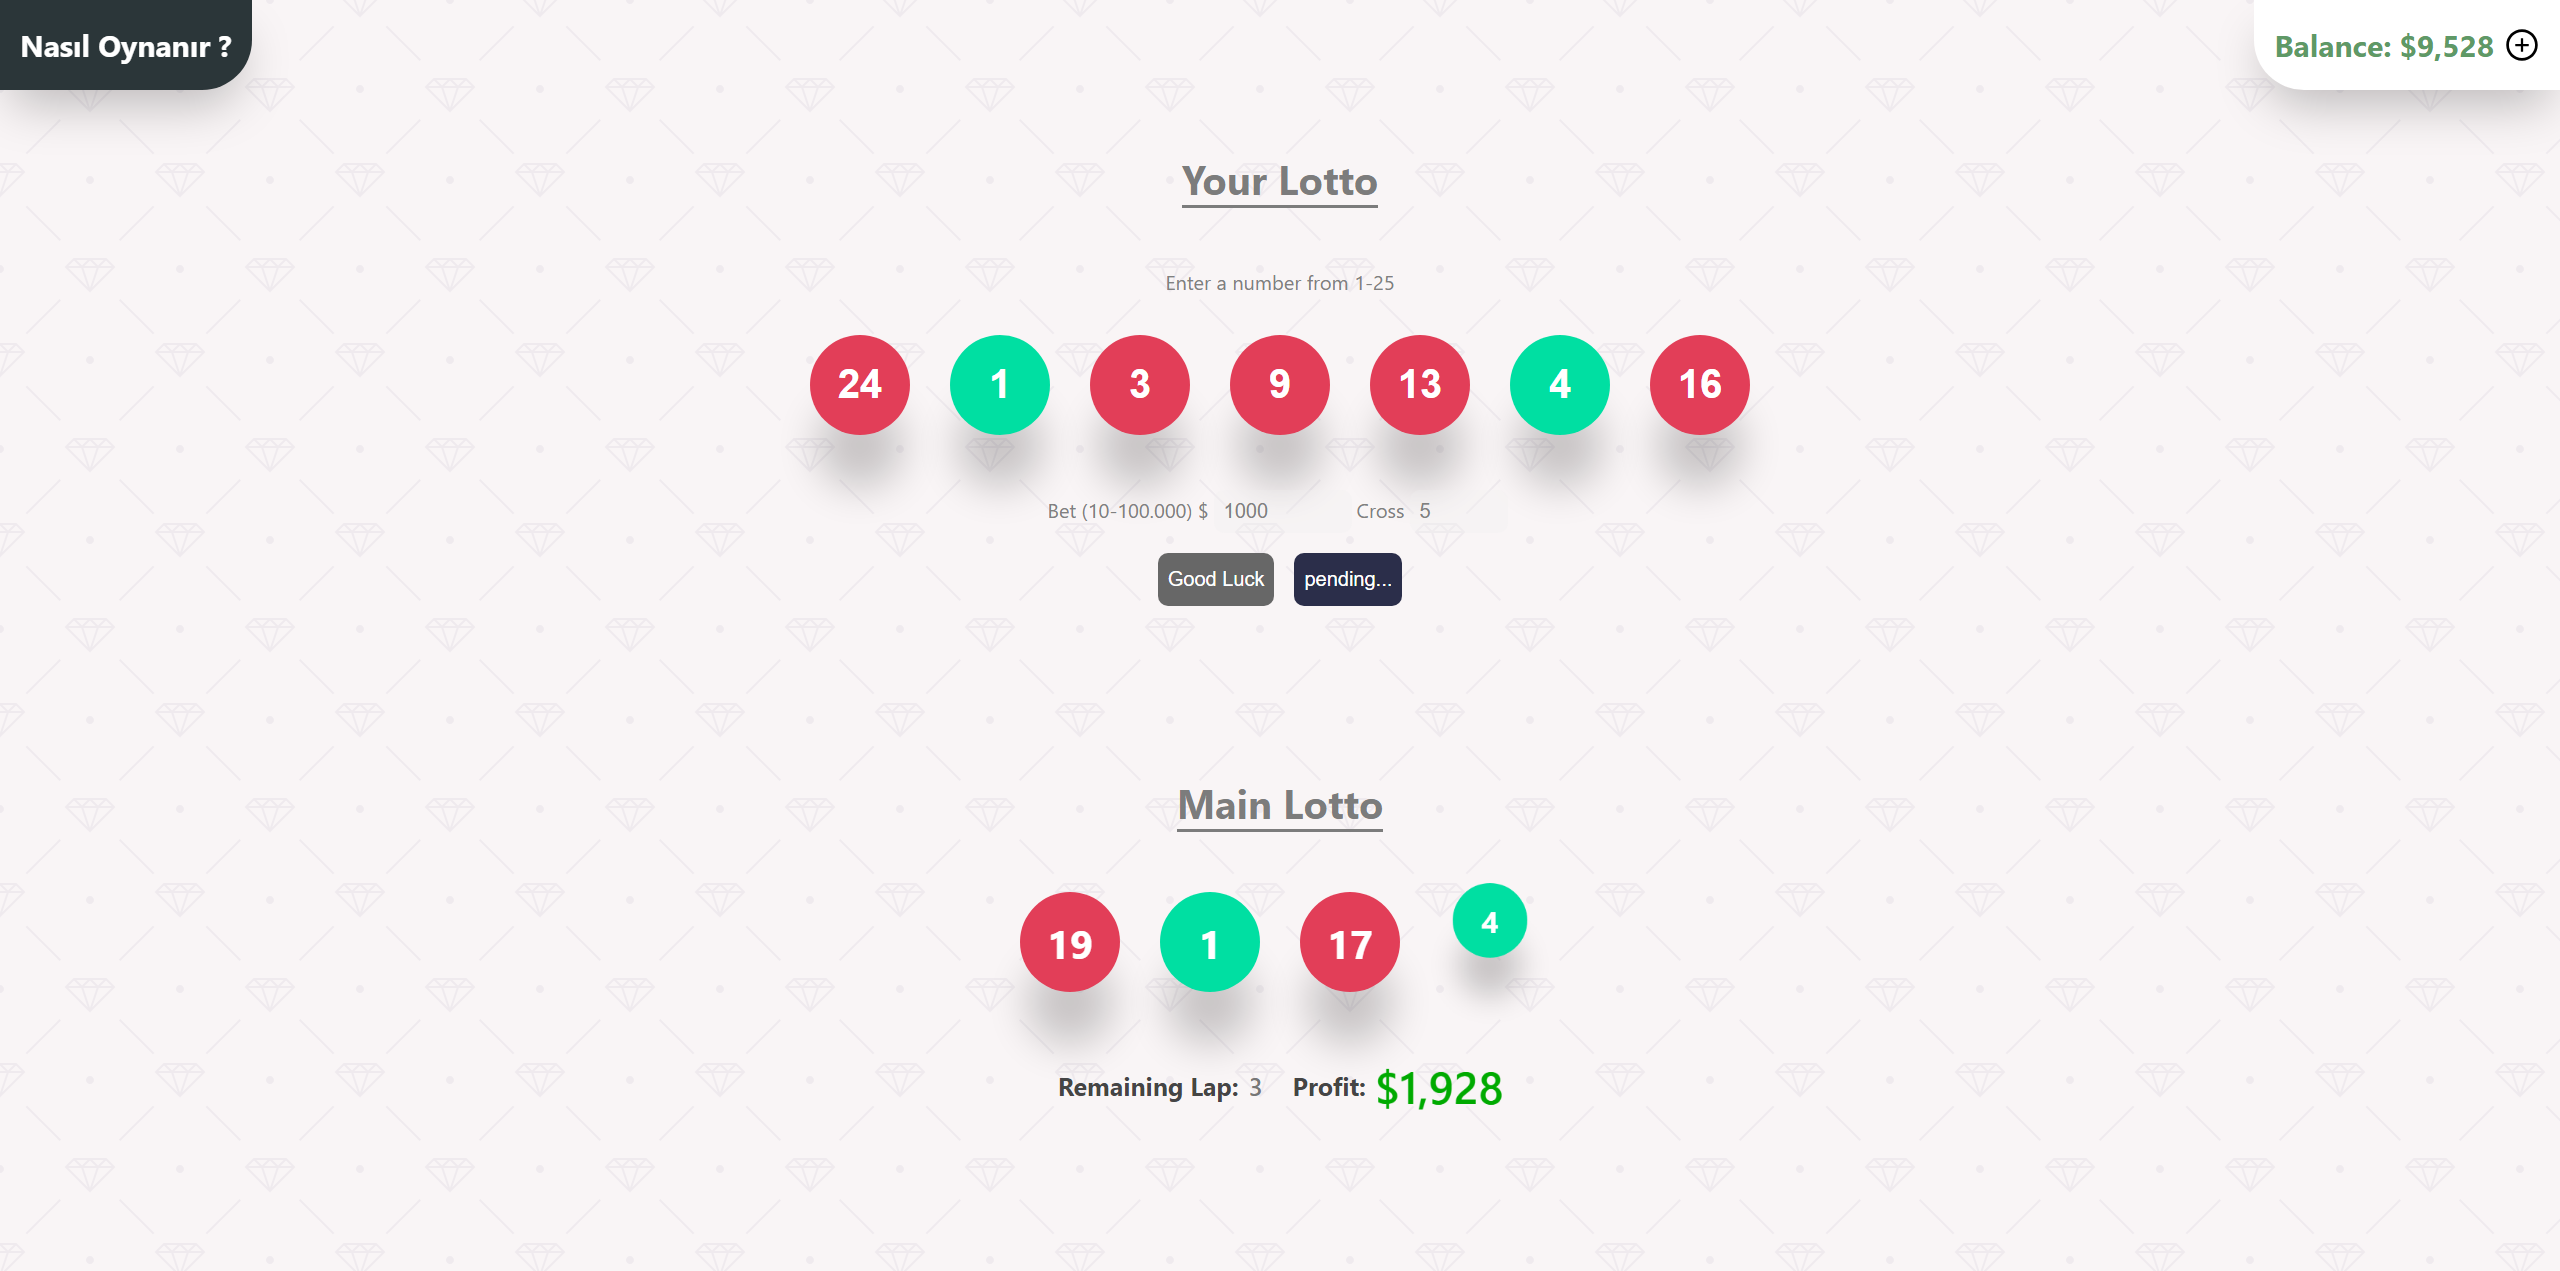 Nasıl Oynanır ?
Balance: $9,528
Your Lotto
Enter a number from 1-25
24 1 3 9 13 4 16
Bet (10-100.000) $ 1000 Cross 5
Good Luck pending...
Main Lotto
19 1 17 4
Remaining Lap: 3 Profit: $1,928